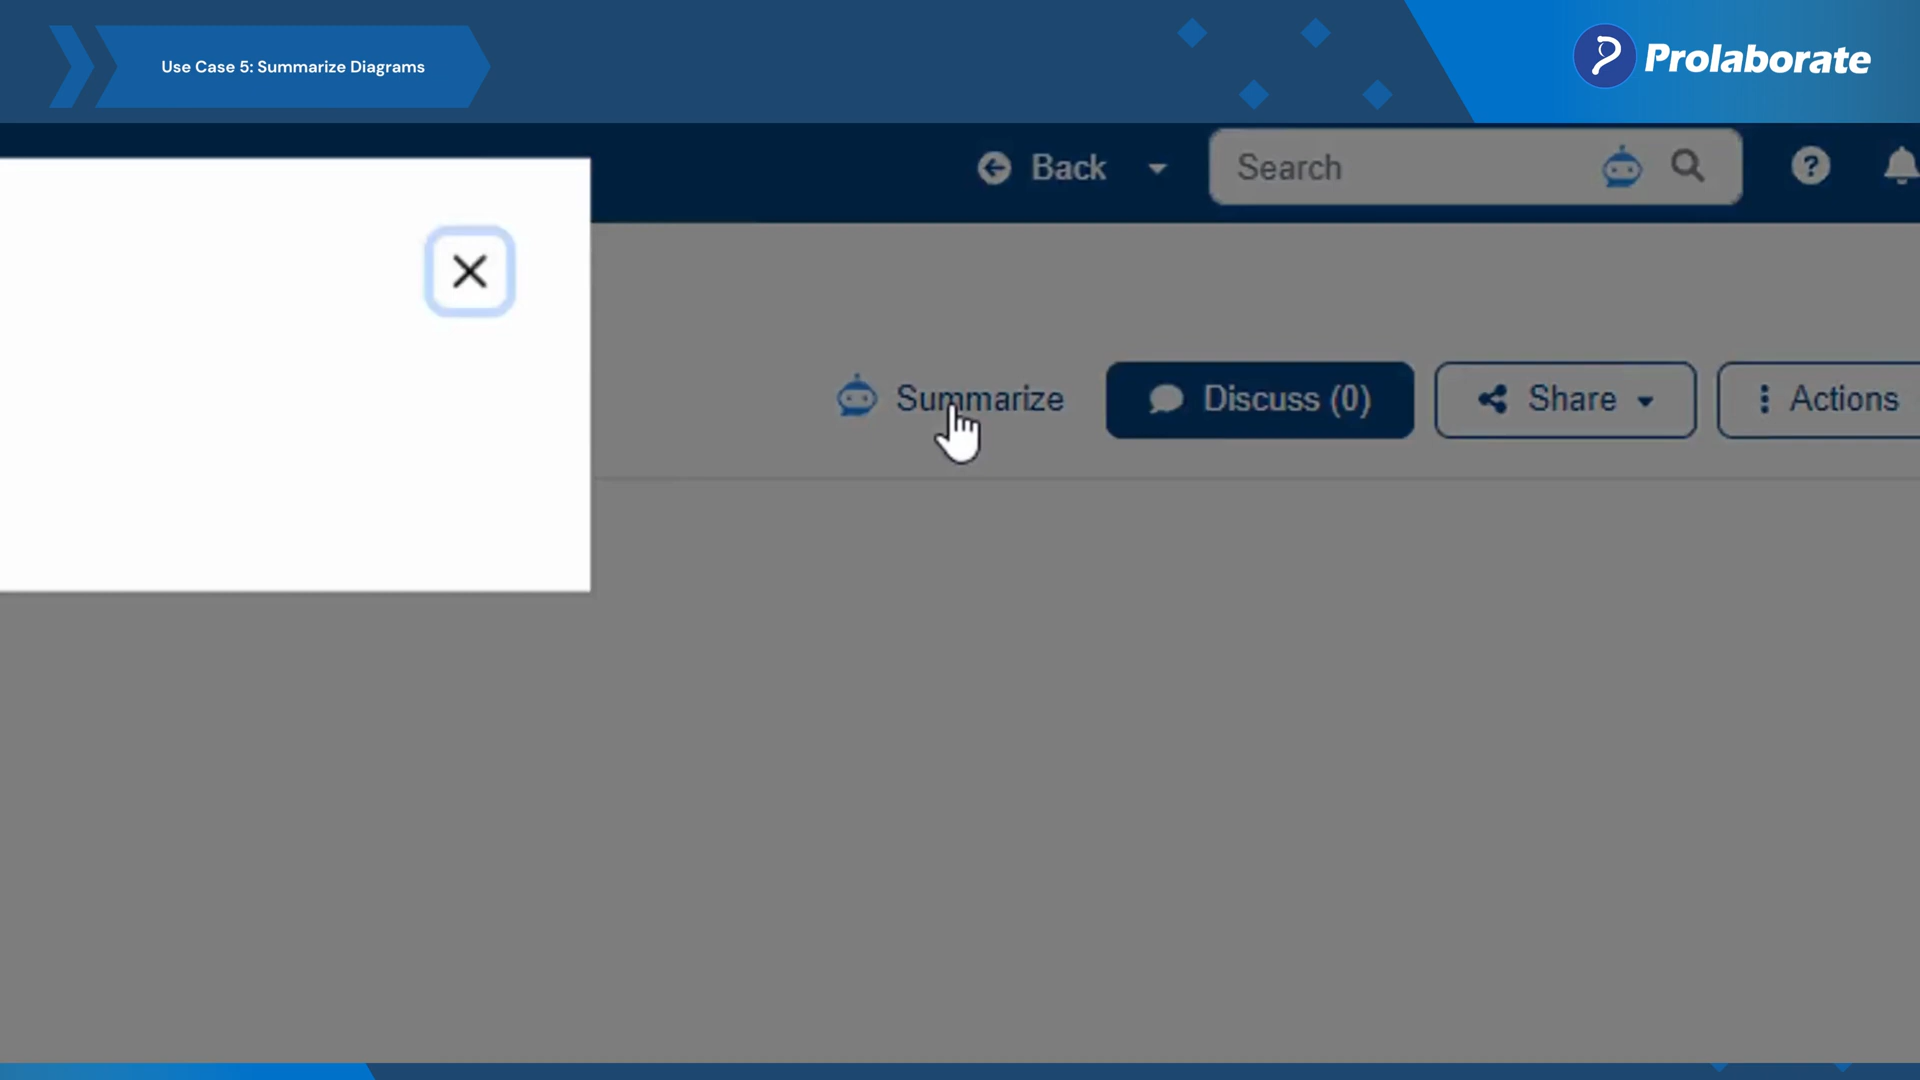 Use Case 5: Summarize Diagrams
Prolaborate
Back
Search
Summarize
Discuss (0)
Share
Actions